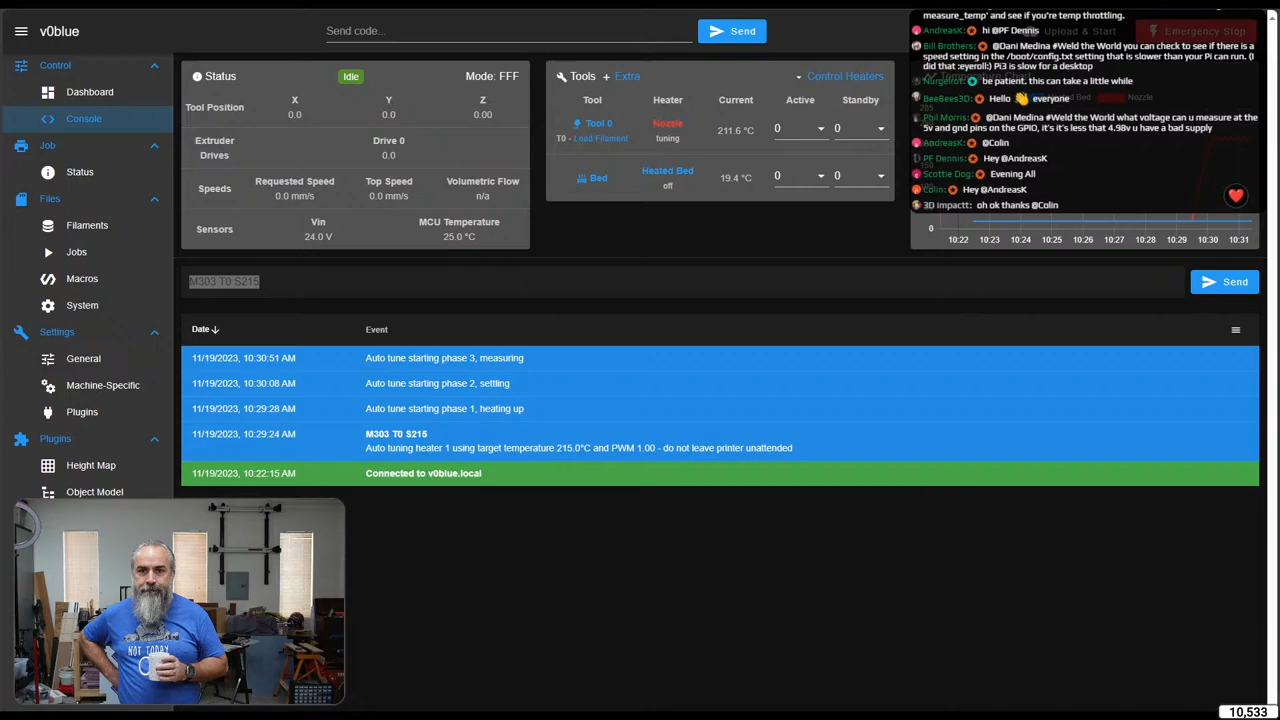 v0blue
Send code...
Send
Upload & Start
Emergency Stop
measure_temp' and see if you're temp throttling.
AndreasK: hi @PF Dennis
Bill Brothers: @Dani Medina #Weld the World you can check to see if there is a
speed setting in the /boot/config.txt setting that is slower than your Pi can run. (I
did that :eyeroll:) Pi3 is slow for a desktop
NurgelroT be patient. this can take a little while
BeeBees3D: Hello 👋 everyone
Phil Morris: @Dani Medina #Weld the World what voltage can u measure at the
5v and gnd pins on the GPIO, it's it's less that 4.98v u have a bad supply
AndreasK: @Colin
PF Dennis: Hey @AndreasK
Scottie Dog: Evening All
Colin: Hey @AndreasK
3D impactt: oh ok thanks @Colin
Temperature Chart
Nozzle
285
150
0
10:22 10:23 10:24 10:25 10:26 10:27 10:28 10:29 10:30 10:31
Control
Dashboard
Console
Job
Status
Files
Filaments
Jobs
Macros
System
Settings
General
Machine-Specific
Plugins
Plugins
Height Map
Object Model
Status
Idle
Mode: FFF
Tool Position
X Y Z
0.0 0.0 0.00
Extruder
Drives
Drive 0
0.0
Speeds
Requested Speed Top Speed Volumetric Flow
0.0 mm/s 0.0 mm/s n/a
Sensors
Vin MCU Temperature
24.0 V 25.0 °C
Tools + Extra
Control Heaters
Tool Heater Current Active Standby
Tool 0 Nozzle 211.6 °C 0 0
T0 - Load Filament tuning
Bed Heated Bed 19.4 °C 0 0
off
M303 T0 S215
Send
Date Event
11/19/2023, 10:30:51 AM Auto tune starting phase 3, measuring
11/19/2023, 10:30:08 AM Auto tune starting phase 2, settling
11/19/2023, 10:29:28 AM Auto tune starting phase 1, heating up
11/19/2023, 10:29:24 AM M303 T0 S215
Auto tuning heater 1 using target temperature 215.0°C and PWM 1.00 - do not leave printer unattended
11/19/2023, 10:22:15 AM Connected to v0blue.local
NOT TODAY
10,533